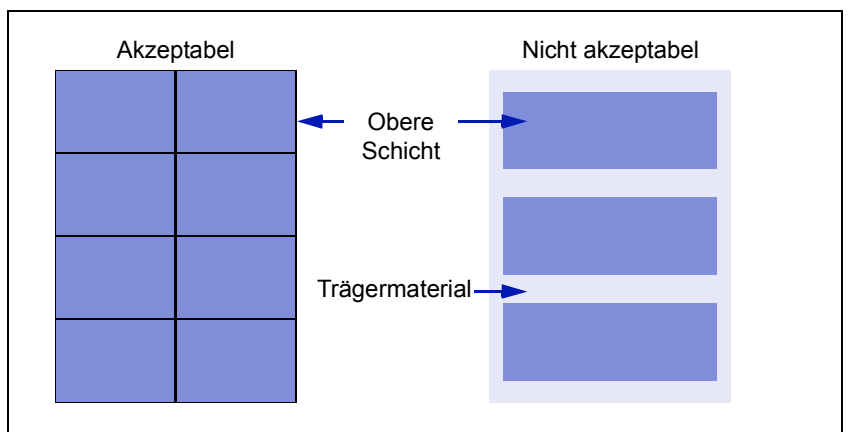 Akzeptabel
Nicht akzeptabel
Obere
Schicht
Trägermaterial